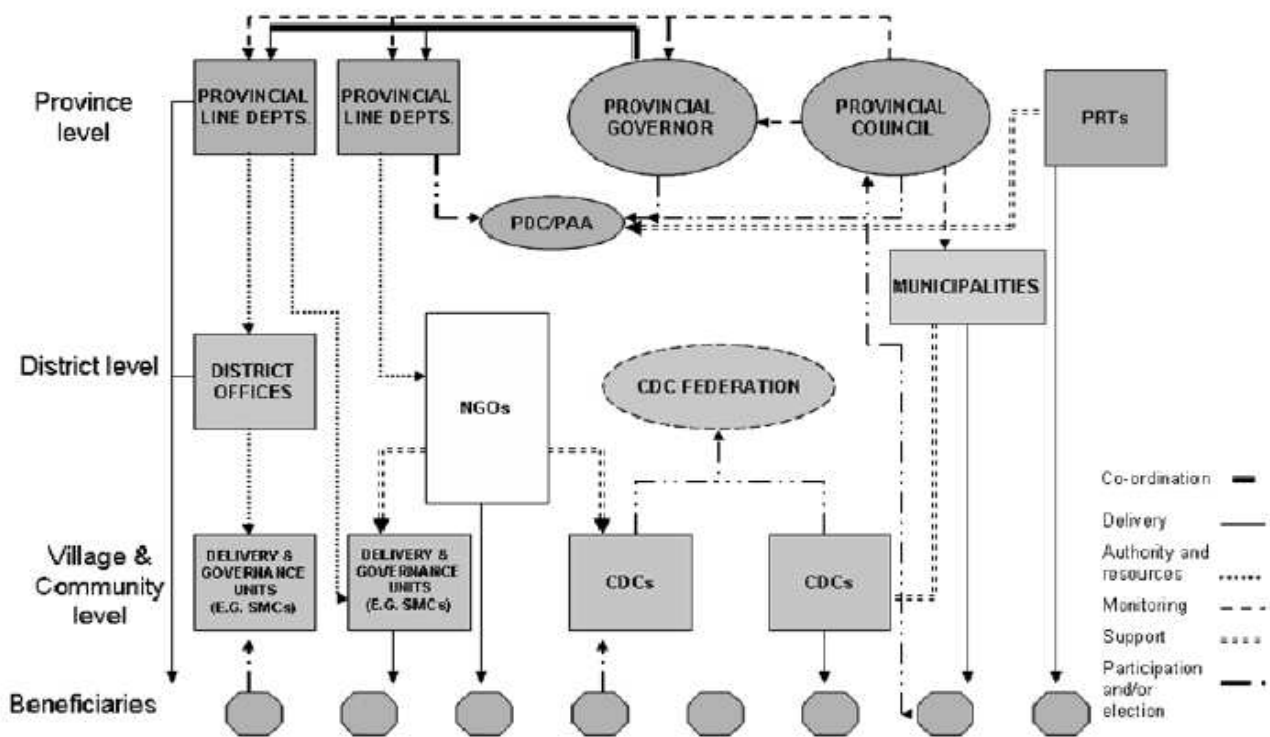 Province
level
PROVINCIAL
LINE DEPTS.
PROVINCIAL
LINE DEPTS.
PROVINCIAL
GOVERNOR
PROVINCIAL
COUNCIL
PRTs
PDC/PAA
MUNICIPALITIES
District level
DISTRICT
OFFICES
NGOs
CDC FEDERATION
Village &
Community
level
DELIVERY &
GOVERNANCE
UNITS
(E.G. SMCs)
DELIVERY &
GOVERNANCE
UNITS
(E.G. SMCs)
CDCs
CDCs
Beneficiaries
Co-ordination
Delivery
Authority and
resources
Monitoring
Support
Participation
and/or
election